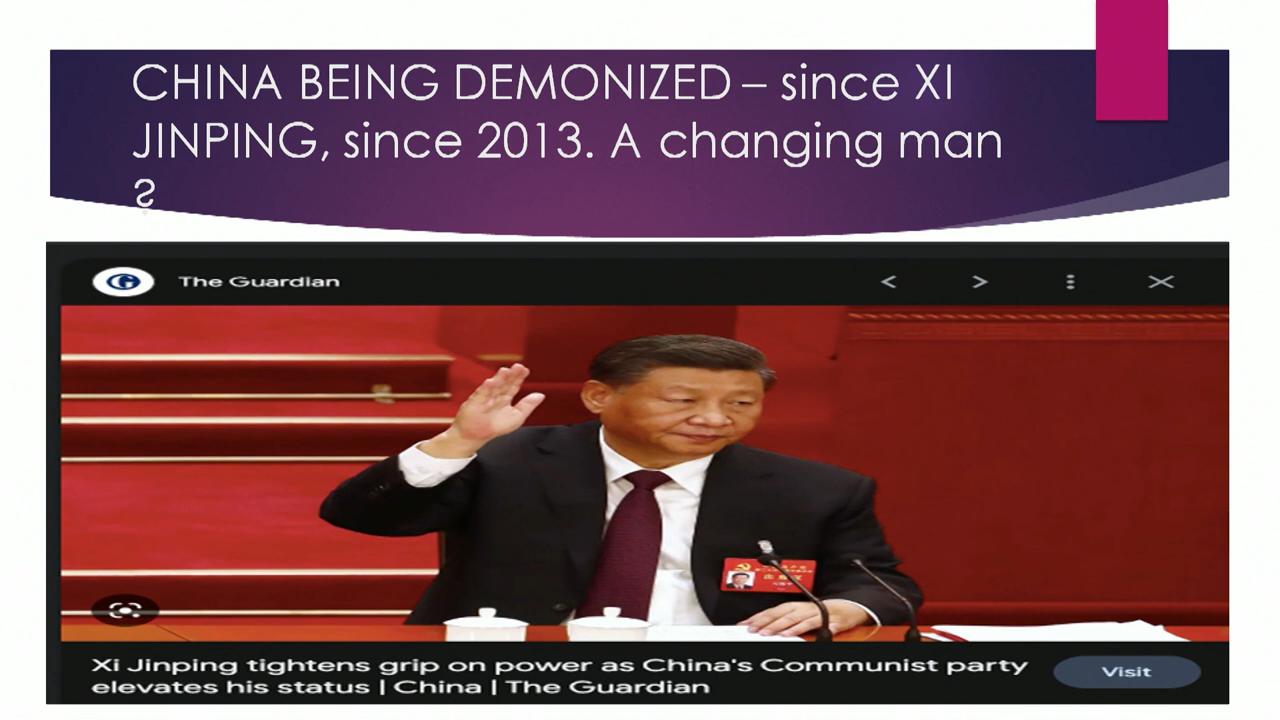 CHINA BEING DEMONIZED – since XI
JINPING, since 2013. A changing man
?
The Guardian
Xi Jinping tightens grip on power as China's Communist party
elevates his status | China | The Guardian
Visit